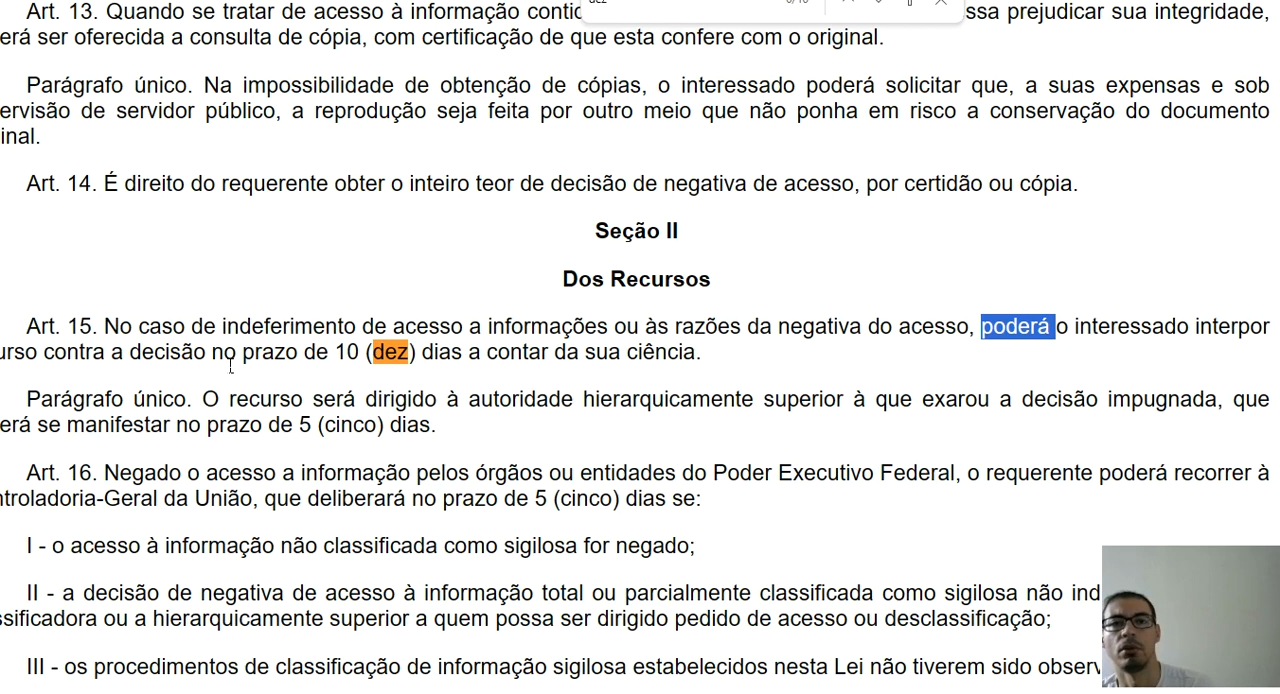 Art. 13. Quando se tratar de acesso à informação ssa prejudicar sua integridade,
erá ser oferecida a consulta de cópia, com certificação de que esta confere com o original.
Parágrafo único. Na impossibilidade de obtenção de cópias, o interessado poderá solicitar que, a suas expensas e sob
ervisão de servidor público, a reprodução seja feita por outro meio que não ponha em risco a conservação do documento
inal.
Art. 14. É direito do requerente obter o inteiro teor de decisão de negativa de acesso, por certidão ou cópia.
Seção II
Dos Recursos
Art. 15. No caso de indeferimento de acesso a informações ou às razões da negativa do acesso, poderá o interessado interpor
urso contra a decisão no prazo de 10 (dez) dias a contar da sua ciência.
Parágrafo único. O recurso será dirigido à autoridade hierarquicamente superior à que exarou a decisão impugnada, que
erá se manifestar no prazo de 5 (cinco) dias.
Art. 16. Negado o acesso a informação pelos órgãos ou entidades do Poder Executivo Federal, o requerente poderá recorrer à
ntroladoria-Geral da União, que deliberará no prazo de 5 (cinco) dias se:
I - o acesso à informação não classificada como sigilosa for negado;
II - a decisão de negativa de acesso à informação total ou parcialmente classificada como sigilosa não ind
ssificadora ou a hierarquicamente superior a quem possa ser dirigido pedido de acesso ou desclassificação;
III - os procedimentos de classificação de informação sigilosa estabelecidos nesta Lei não tiverem sido observ